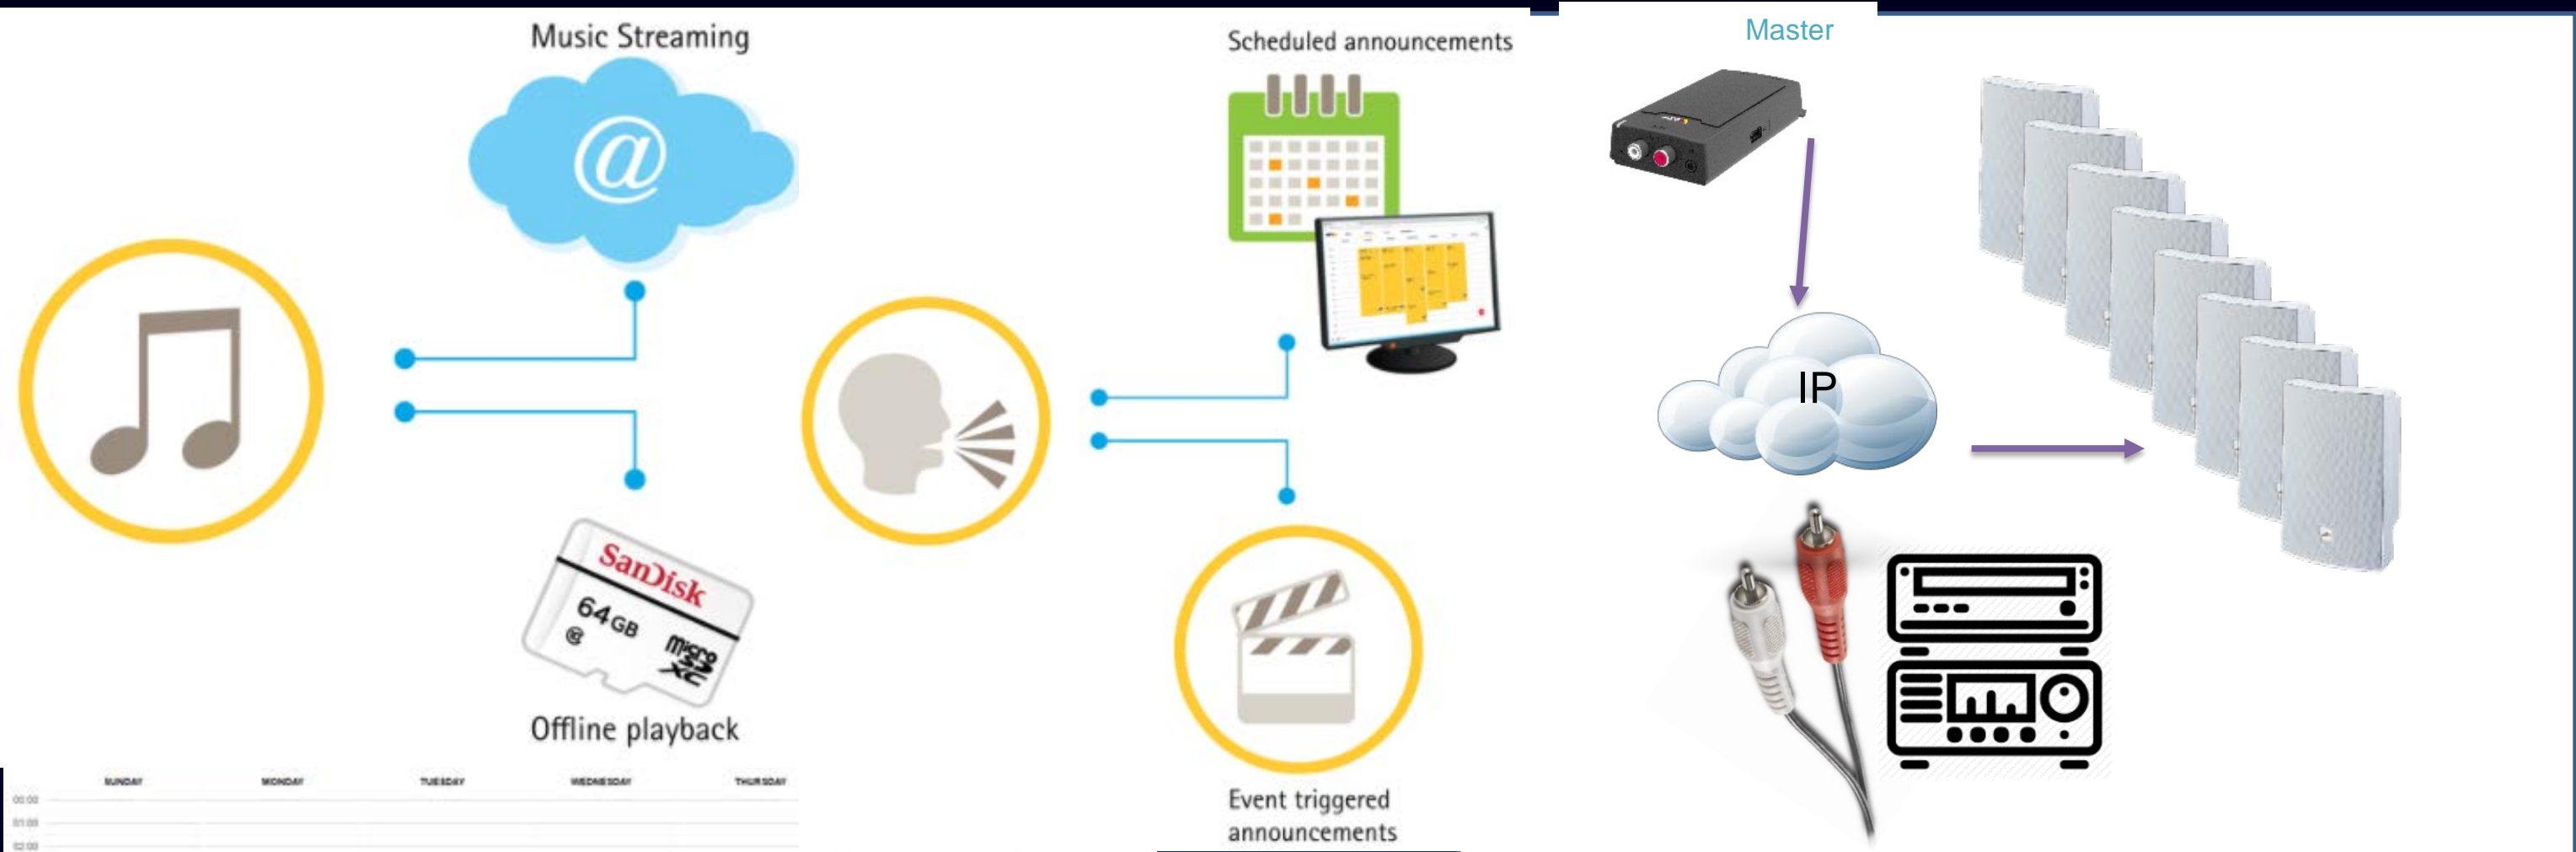 Music Streaming
@
SanDisk
64GB
micro
SD
XC
Offline playback
SUNDAY MONDAY TUESDAY WEDNESDAY THURSDAY
00:00
01:00
02:00
Scheduled announcements
Event triggered
announcements
Master
IP